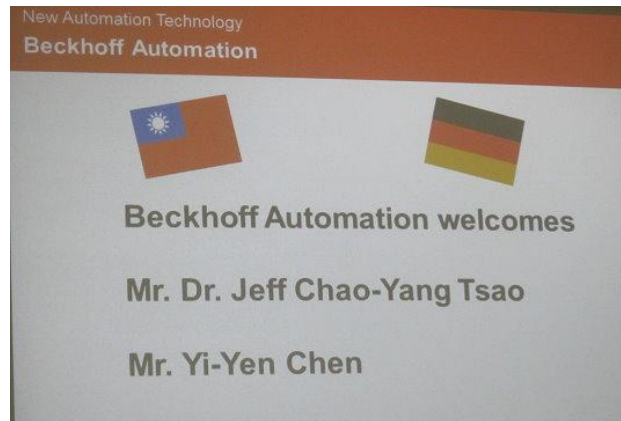 New Automation Technology
Beckhoff Automation
Beckhoff Automation welcomes
Mr. Dr. Jeff Chao-Yang Tsao
Mr. Yi-Yen Chen